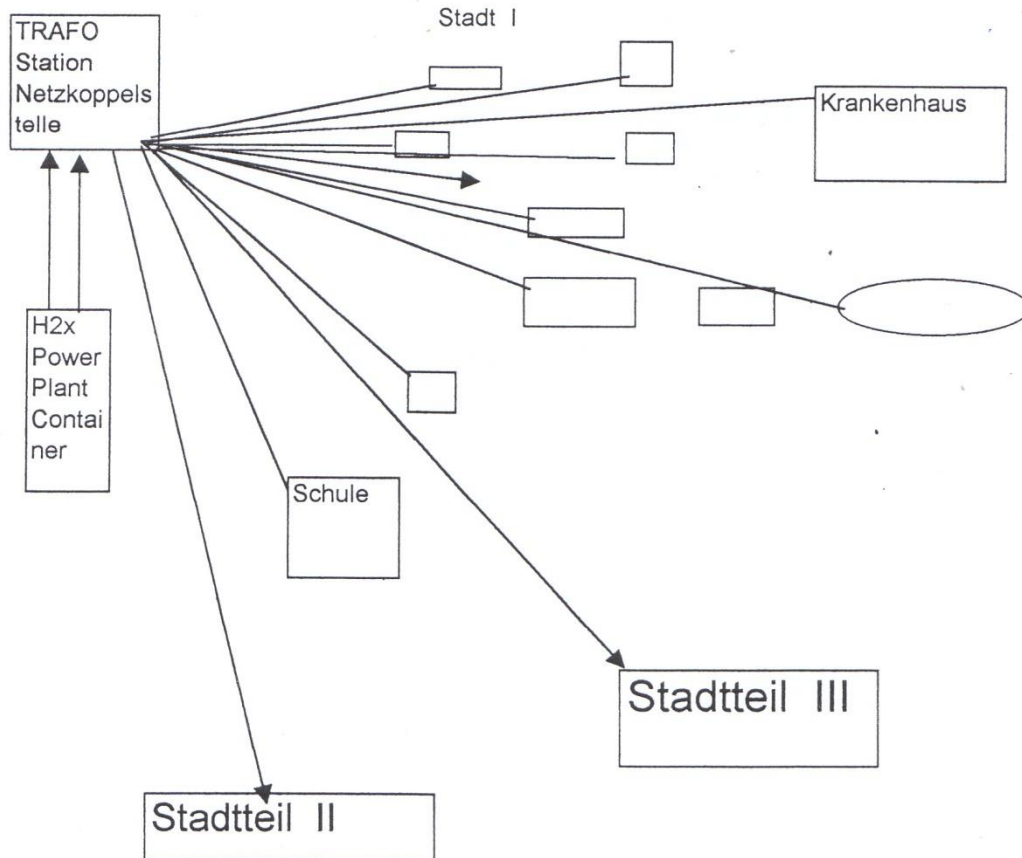 Stadt I
TRAFO
Station
Netzkoppels
telle
Krankenhaus
H2x
Power
Plant
Contai
ner
Schule
Stadtteil III
Stadtteil II